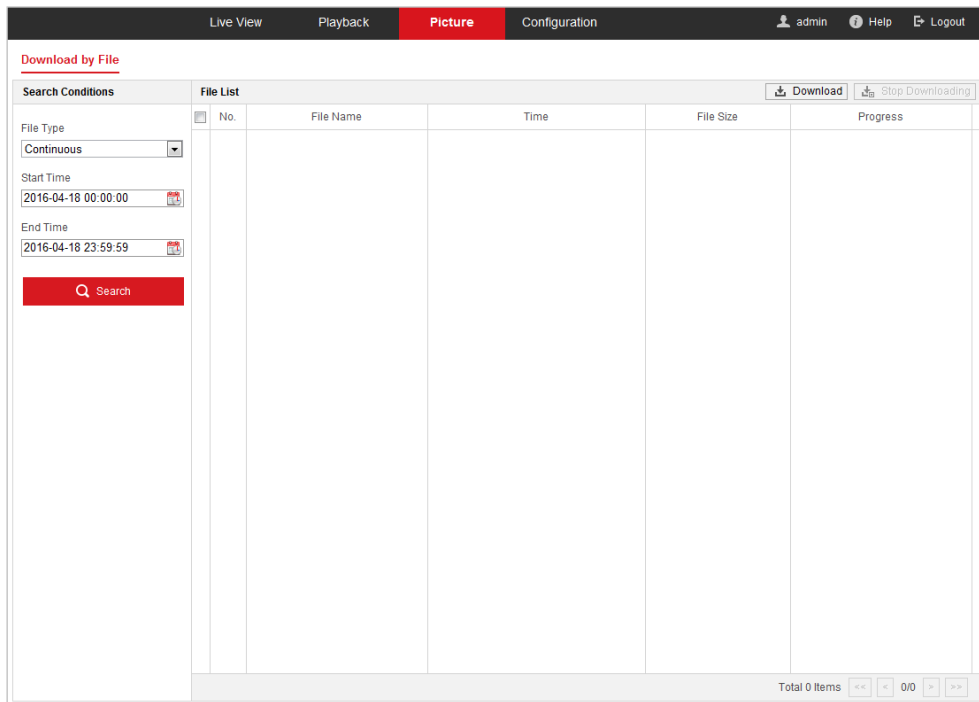 Live View Playback Picture Configuration admin Help Logout
Download by File
Search Conditions
File List Download Stop Downloading
No. File Name Time File Size Progress
File Type
Continuous
Start Time
2016-04-18 00:00:00
End Time
2016-04-18 23:59:59
Search
Total 0 Items << < 0/0 > >>